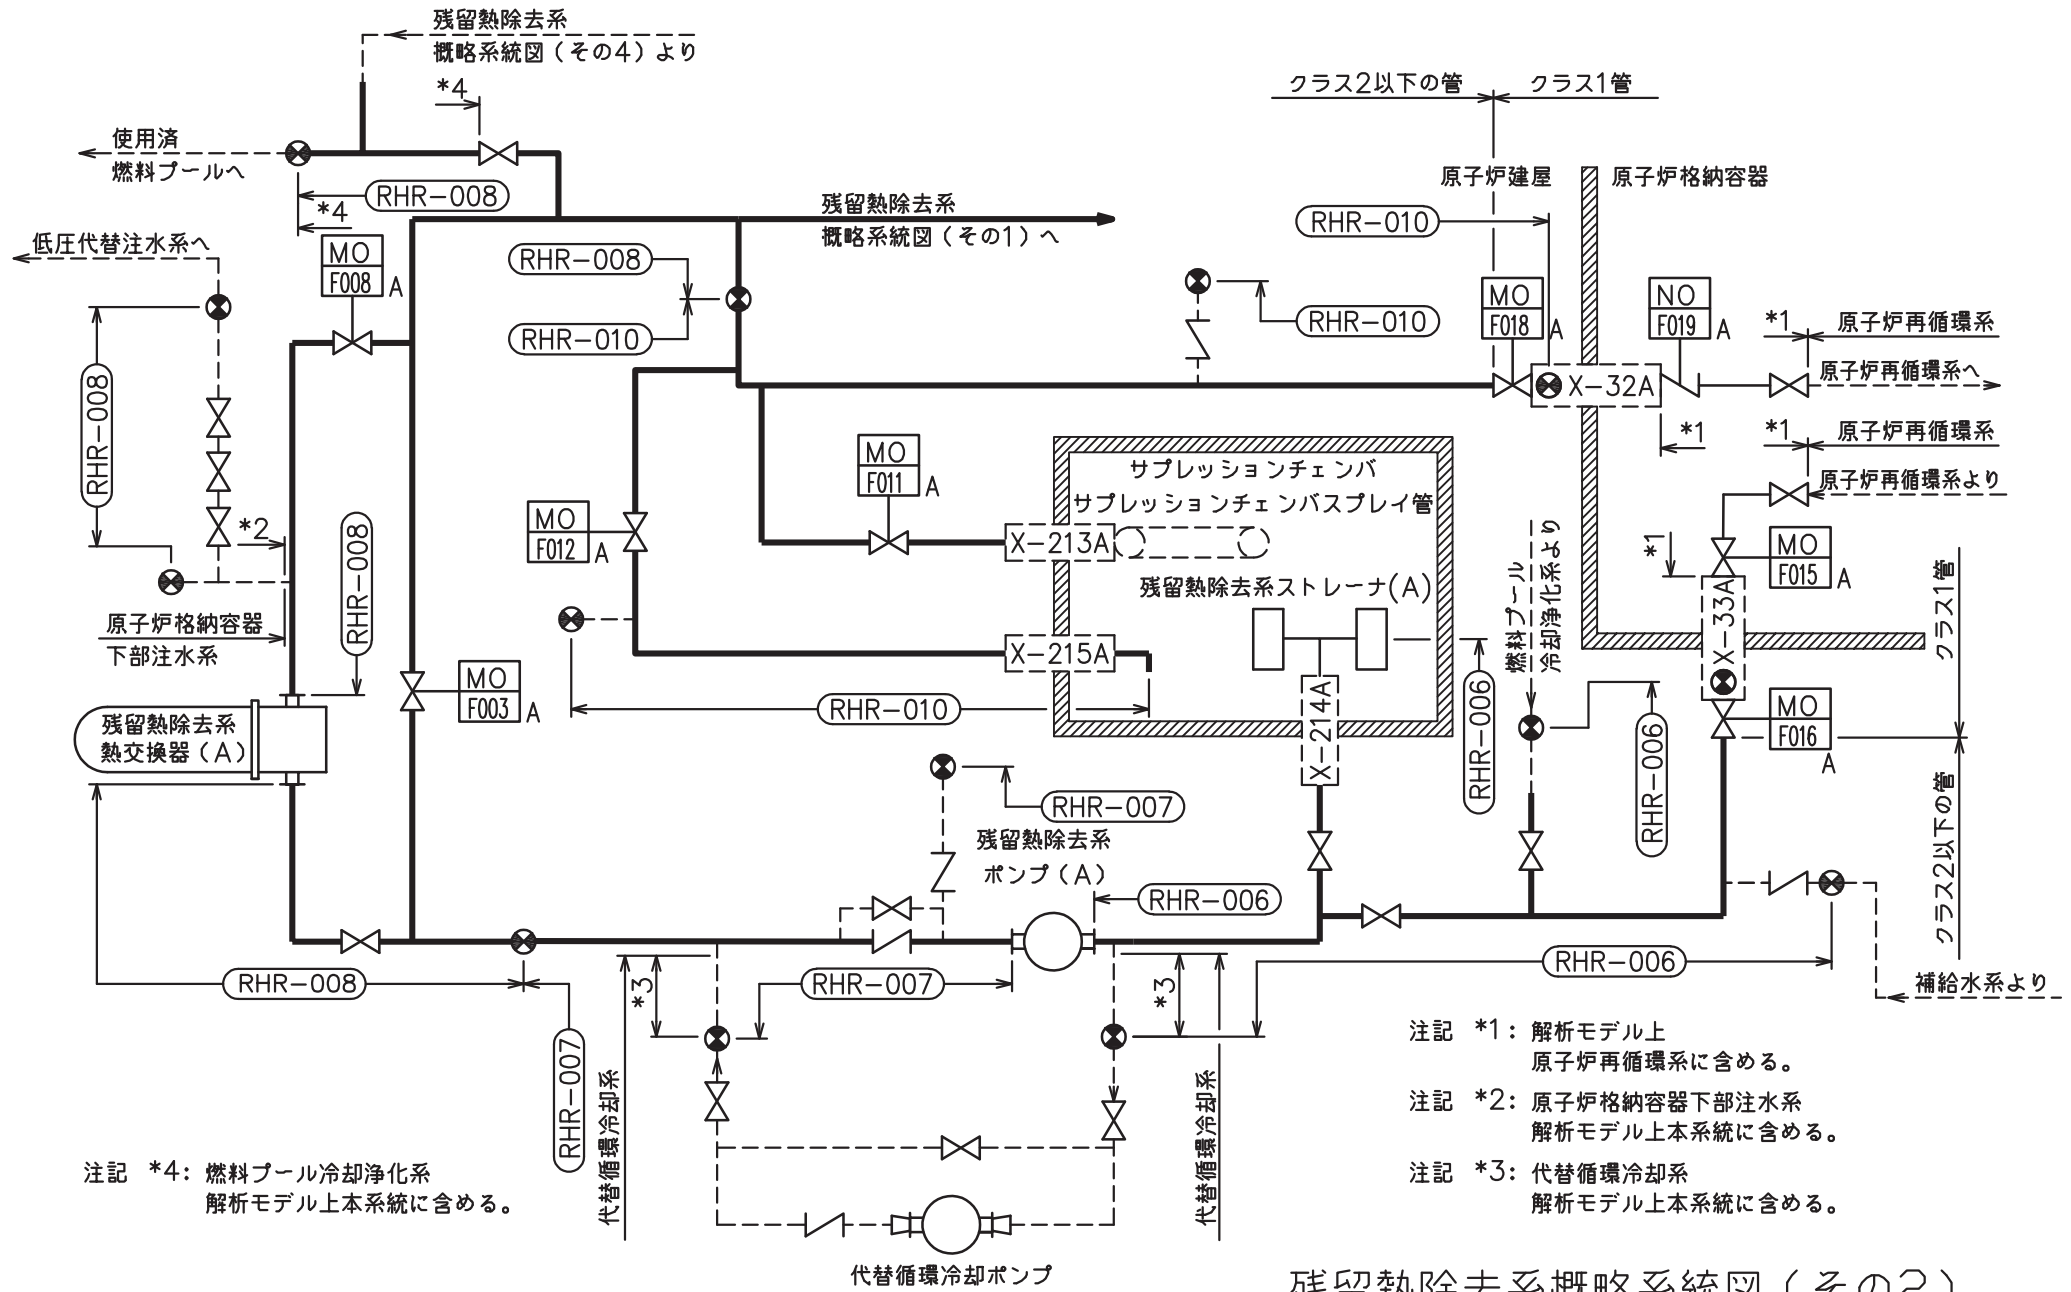 残留熱除去系
概略系統図（その4）より
*4
クラス2以下の管
クラス1管
使用済
燃料プールへ
RHR-008
*4
原子炉建屋
原子炉格納容器
残留熱除去系
概略系統図（その1）へ
RHR-010
低圧代替注水系へ
MO
F008
A
RHR-008
RHR-010
RHR-010
MO
F018
A
NO
F019
A
*1
原子炉再循環系
原子炉再循環系へ
X-32A
*1
*1
原子炉再循環系
原子炉再循環系より
RHR-008
MO
F011
A
サプレッションチェンバ
サプレッションチェンバスプレイ管
X-213A
MO
F012
A
*2
RHR-008
原子炉格納容器
下部注水系
残留熱除去系ストレーナ(A)
X-215A
X-214A
RHR-010
燃料プール
冷却浄化系より
*1
MO
F015
A
X-33A
クラス1管
MO
F003
A
残留熱除去系
熱交換器（A）
RHR-006
RHR-006
MO
F016
A
クラス2以下の管
RHR-007
残留熱除去系
ポンプ（A）
RHR-006
RHR-008
RHR-007
*3
RHR-007
*3
RHR-006
補給水系より
代替循環冷却系
代替循環冷却系
代替循環冷却ポンプ
注記 *1: 解析モデル上
原子炉再循環系に含める。
注記 *2: 原子炉格納容器下部注水系
解析モデル上本系統に含める。
注記 *3: 代替循環冷却系
解析モデル上本系統に含める。
注記 *4: 燃料プール冷却浄化系
解析モデル上本系統に含める。
残留熱除去系概略系統図（その2）